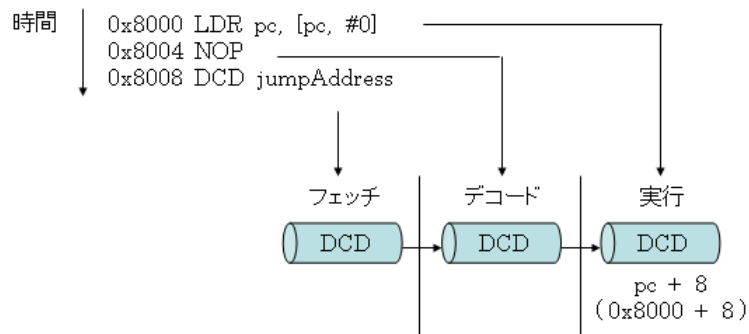 時間
0x8000 LDR pc, [pc, #0]
0x8004 NOP
0x8008 DCD jumpAddress
フェッチ
デコード
実行
DCD
DCD
DCD
pc + 8
(0x8000 + 8)